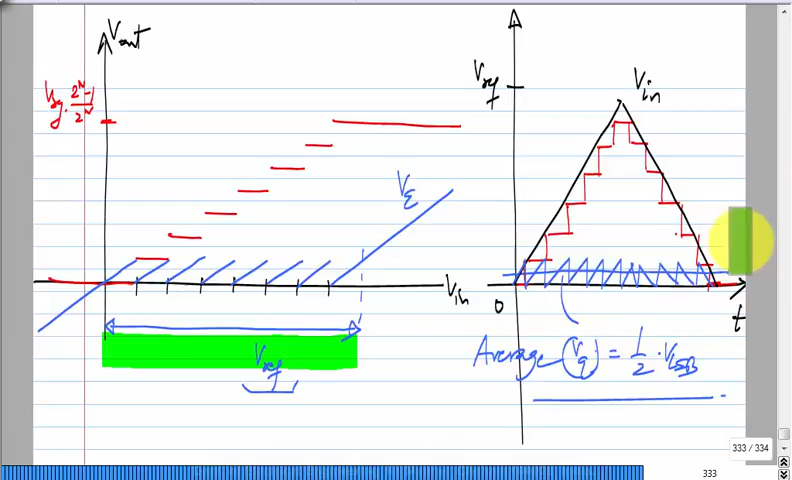 Vout
Vref · 2^N-1 / 2^N
Vε
Vin
Vref
Vref
Vin
0
t
Average (Vq) = 1/2 · VLSB
333 / 334
333